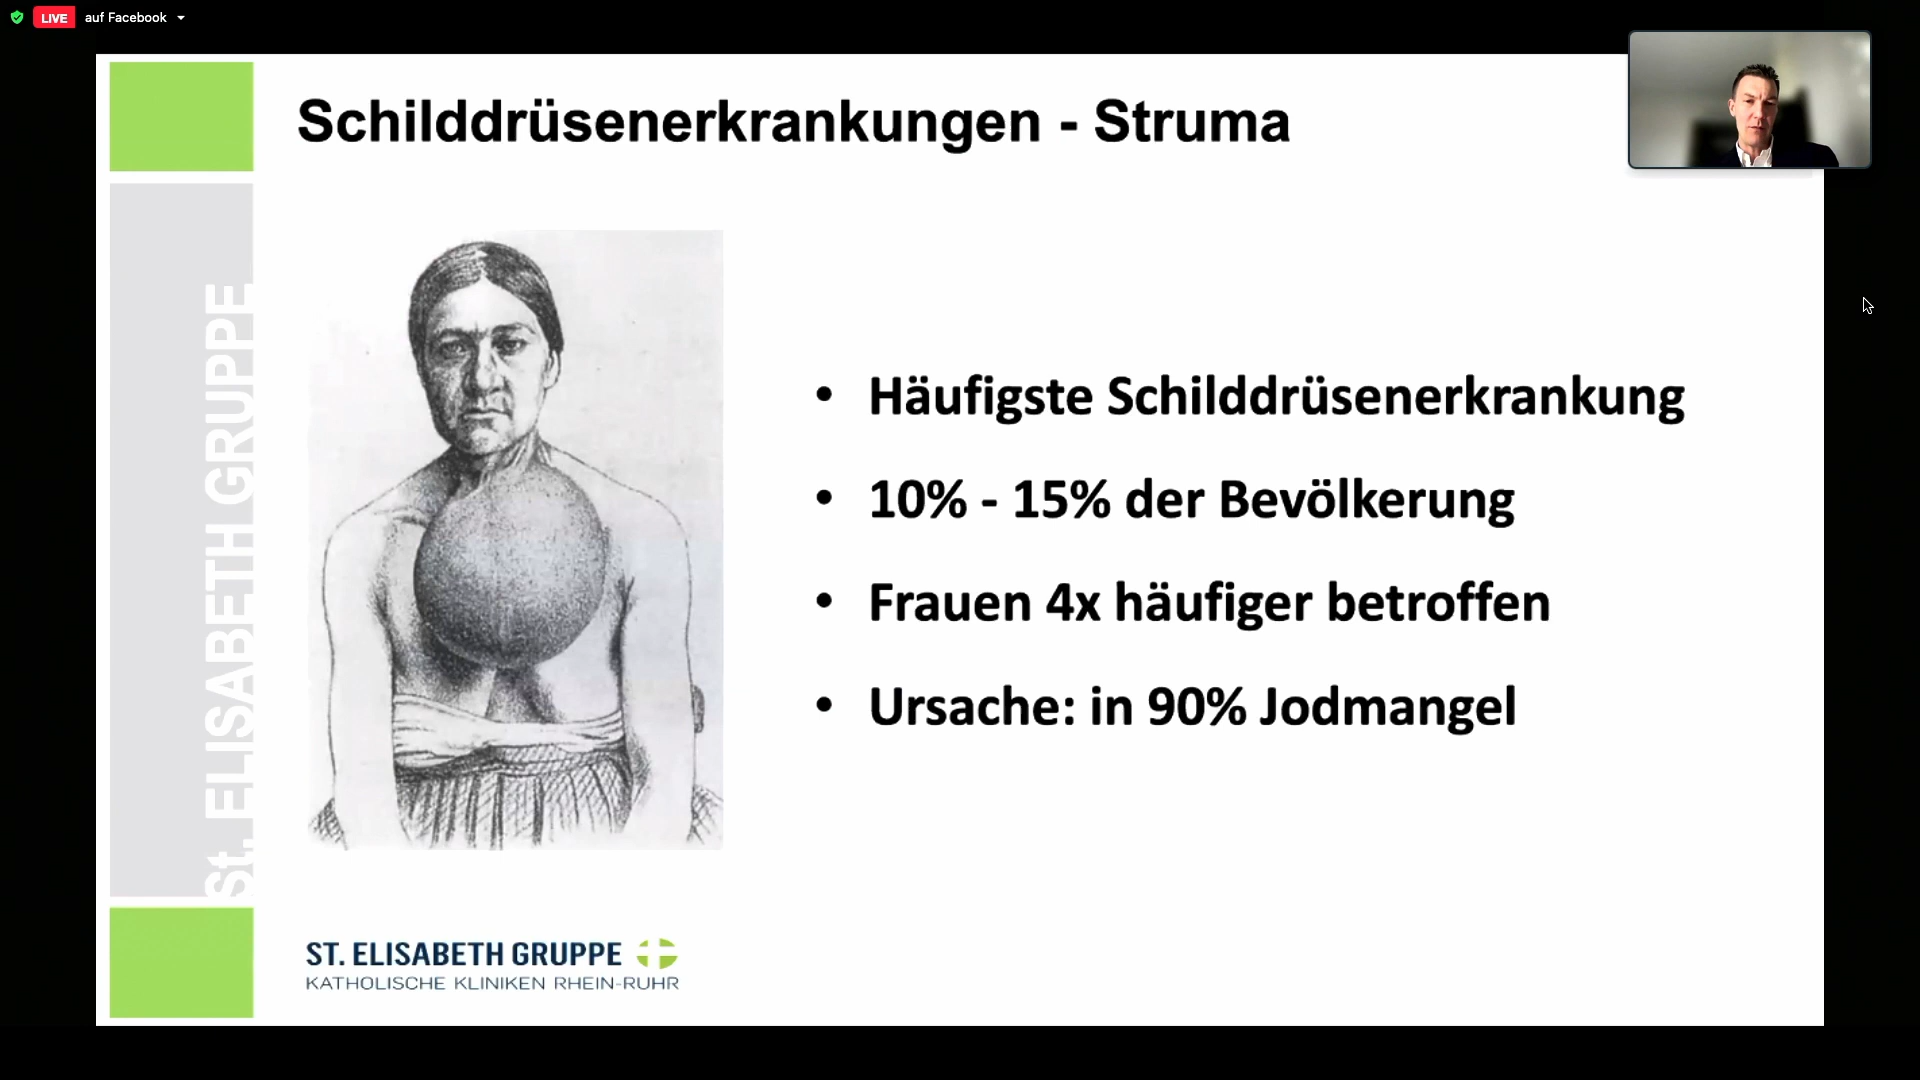 LIVE auf Facebook
Schilddrüsenerkrankungen - Struma
St. ELISABETH GRUPPE
• Häufigste Schilddrüsenerkrankung
• 10% - 15% der Bevölkerung
• Frauen 4x häufiger betroffen
• Ursache: in 90% Jodmangel
ST. ELISABETH GRUPPE
KATHOLISCHE KLINIKEN RHEIN-RUHR